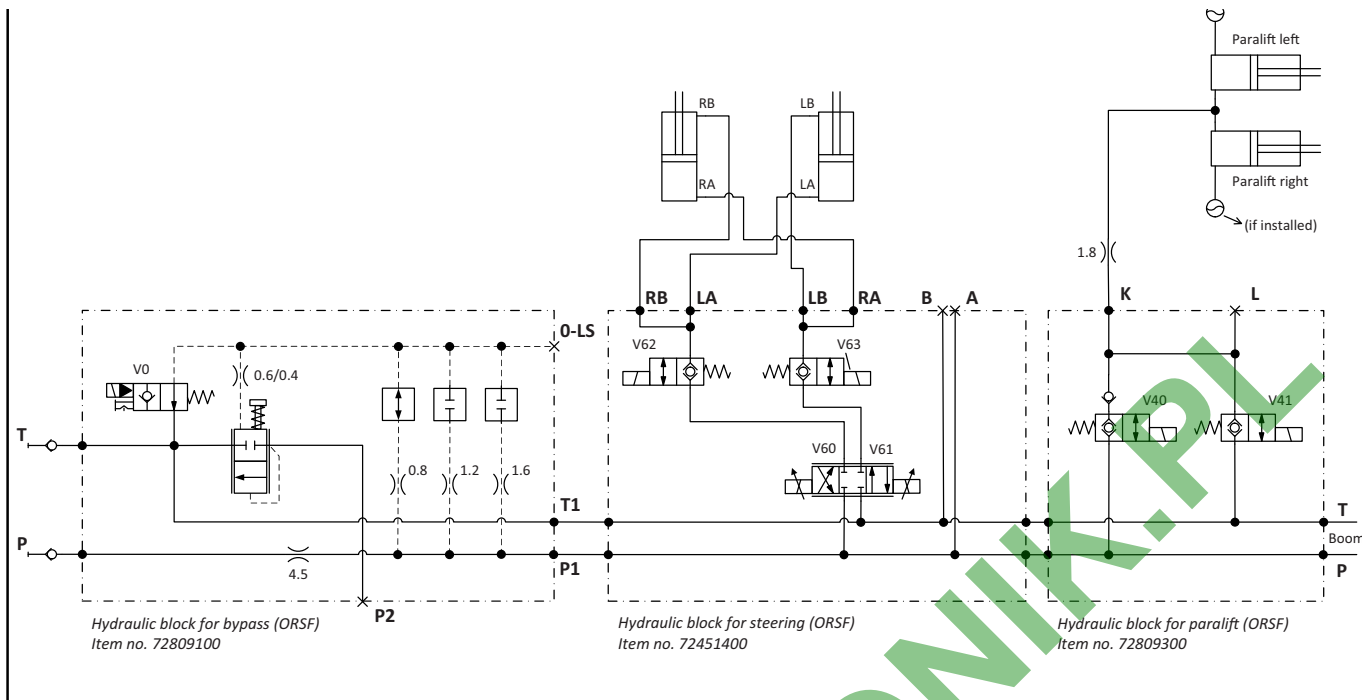 Paralift left
Paralift right
(if installed)
RB
RA
LB
LA
1.8
RB
LA
LB
RA
B
A
K
L
0-LS
V0
0.6/0.4
V62
V63
V40
V41
V60
V61
0.8
1.2
1.6
T
T1
T
Boom
P
4.5
P1
P
P2
Hydraulic block for bypass (ORSF)
Item no. 72809100
Hydraulic block for steering (ORSF)
Item no. 72451400
Hydraulic block for paralift (ORSF)
Item no. 72809300
ONIK.PL